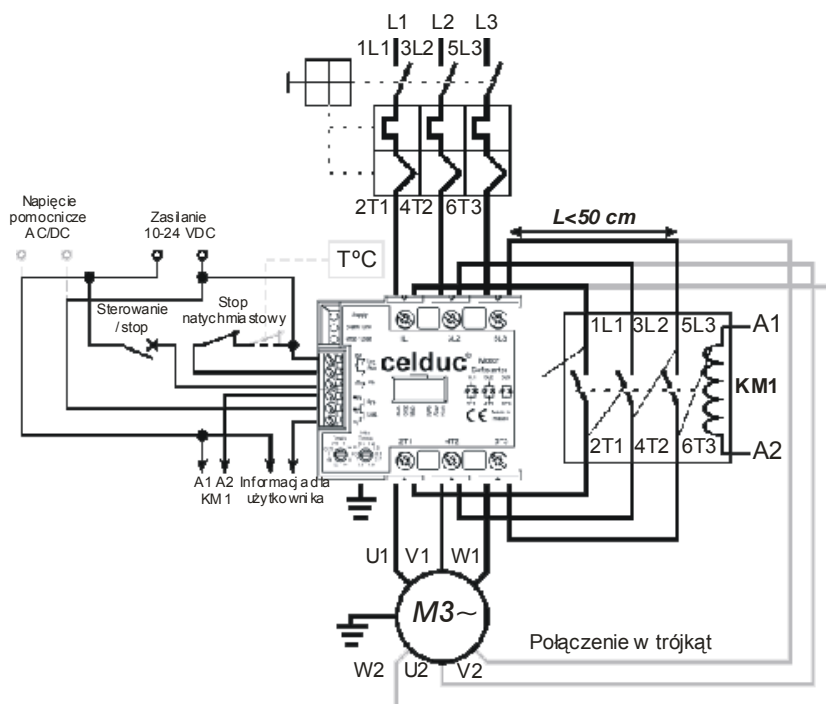 L1 L2 L3
1L1 3L2 5L3
2T1 4T2 6T3
L<50 cm
Napięcie
pomocnicze
AC/DC
Zasilanie
10-24 VDC
T°C
Sterowanie
/stop
Stop
natychmiastowy
celduc®
1L1 3L2 5L3
A1
KM1
2T1 4T2 6T3
A2
CE
2T1 4T2
A1 A2
KM1
Informacja dla
użytkownika
U1 V1 W1
M3~
Połączenie w trójkąt
W2 U2 V2